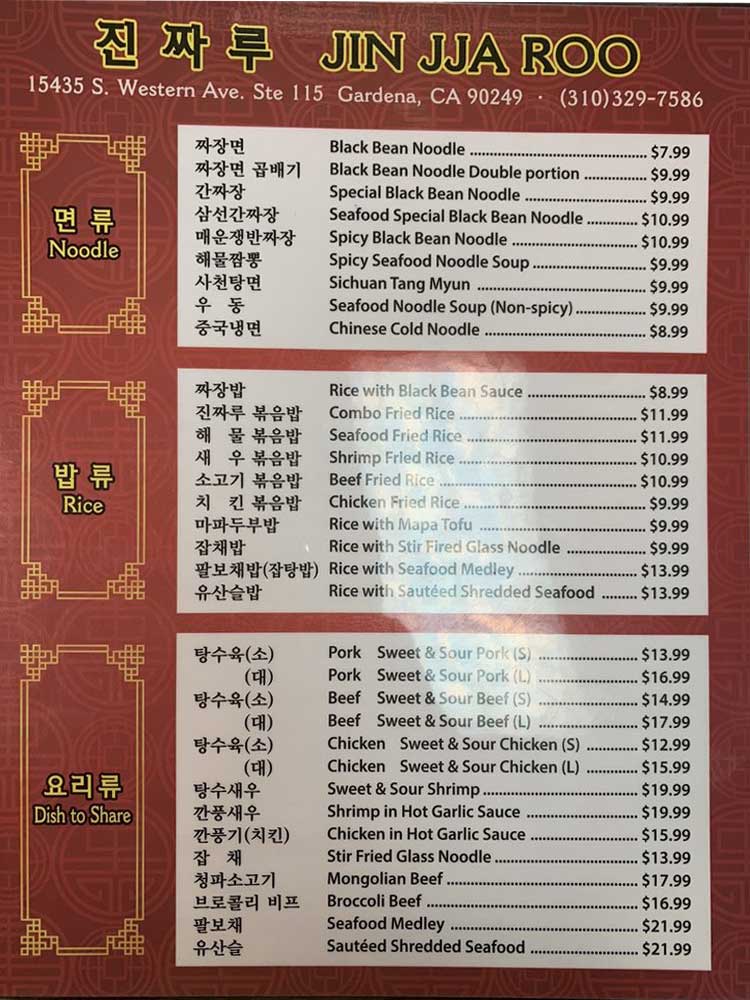 진짜루 JIN JJA ROO
15435 S. Western Ave. Ste 115 Gardena, CA 90249 · (310)329-7586
면 류
Noodle
짜장면 Black Bean Noodle $7.99
짜장면 곱배기 Black Bean Noodle Double portion $9.99
간짜장 Special Black Bean Noodle $9.99
삼선간짜장 Seafood Special Black Bean Noodle $10.99
매운쟁반짜장 Spicy Black Bean Noodle $10.99
해물짬뽕 Spicy Seafood Noodle Soup $9.99
사천탕면 Sichuan Tang Myun $9.99
우 동 Seafood Noodle Soup (Non-spicy) $9.99
중국냉면 Chinese Cold Noodle $8.99
밥 류
Rice
짜장밥 Rice with Black Bean Sauce $8.99
진짜루 볶음밥 Combo Fried Rice $11.99
해 물 볶음밥 Seafood Fried Rice $11.99
새 우 볶음밥 Shrimp Fried Rice $10.99
소고기 볶음밥 Beef Fried Rice $10.99
치 킨 볶음밥 Chicken Fried Rice $9.99
마파두부밥 Rice with Mapa Tofu $9.99
잡채밥 Rice with Stir Fired Glass Noodle $9.99
팔보채밥(잡탕밥) Rice with Seafood Medley $13.99
유산슬밥 Rice with Sautéed Shredded Seafood $13.99
요리류
Dish to Share
탕수육(소) Pork Sweet & Sour Pork (S) $13.99
(대) Pork Sweet & Sour Pork (L) $16.99
탕수육(소) Beef Sweet & Sour Beef (S) $14.99
(대) Beef Sweet & Sour Beef (L) $17.99
탕수육(소) Chicken Sweet & Sour Chicken (S) $12.99
(대) Chicken Sweet & Sour Chicken (L) $15.99
탕수새우 Sweet & Sour Shrimp $19.99
깐풍새우 Shrimp in Hot Garlic Sauce $19.99
깐풍기(치킨) Chicken in Hot Garlic Sauce $15.99
잡 채 Stir Fried Glass Noodle $13.99
청파소고기 Mongolian Beef $17.99
브로콜리 비프 Broccoli Beef $16.99
팔보채 Seafood Medley $21.99
유산슬 Sautéed Shredded Seafood $21.99